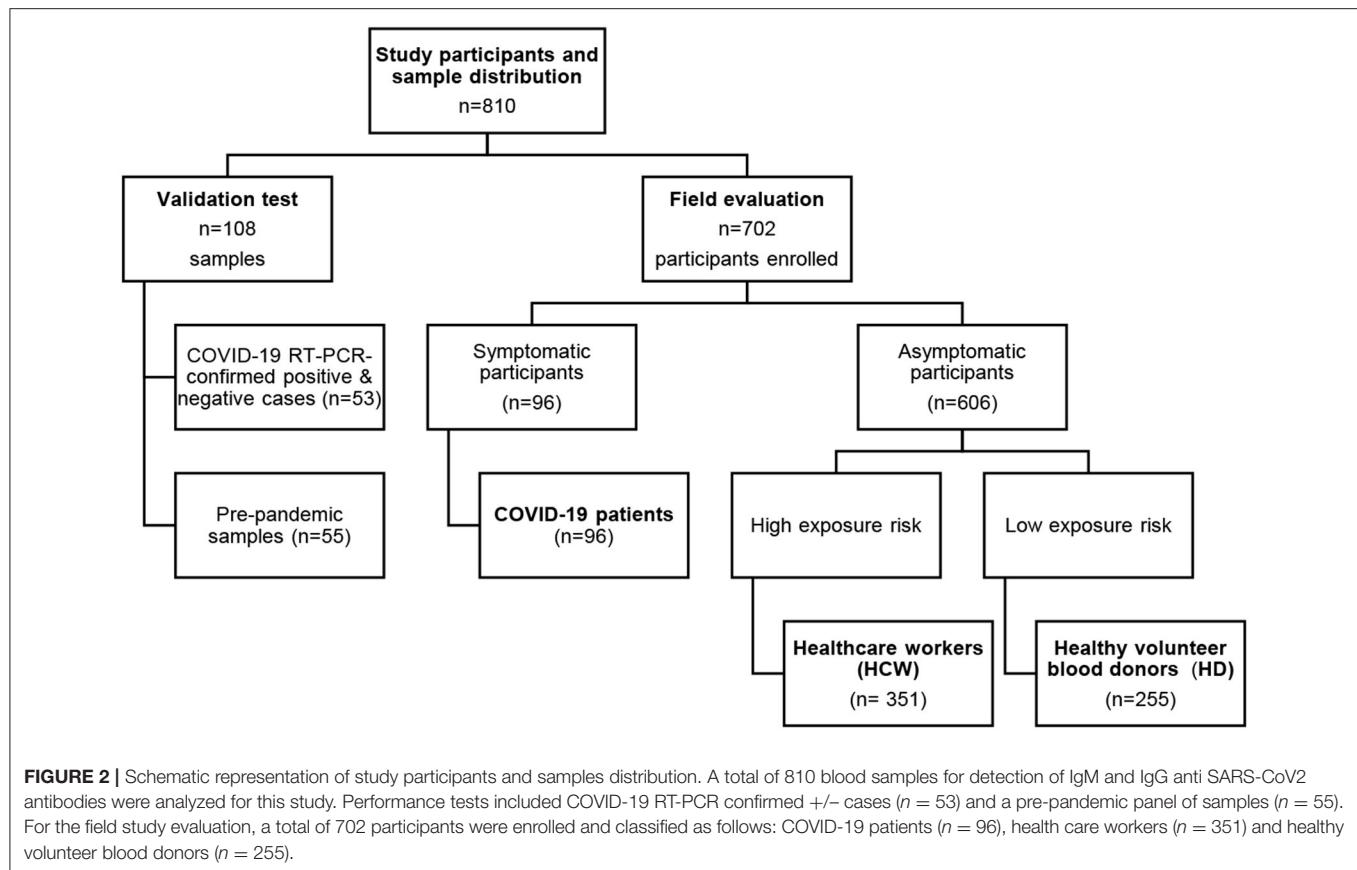 Study participants and
sample distribution
n=810
Validation test
n=108
samples
Field evaluation
n=702
participants enrolled
COVID-19 RT-PCR-
confirmed positive &
negative cases (n=53)
Symptomatic
participants
(n=96)
Asymptomatic
participants
(n=606)
Pre-pandemic
samples (n=55)
COVID-19 patients
(n=96)
High exposure risk
Low exposure risk
Healthcare workers
(HCW)
(n= 351)
Healthy volunteer
blood donors (HD)
(n=255)
FIGURE 2 | Schematic representation of study participants and samples distribution. A total of 810 blood samples for detection of IgM and IgG anti SARS-CoV2
antibodies were analyzed for this study. Performance tests included COVID-19 RT-PCR confirmed +/– cases (n = 53) and a pre-pandemic panel of samples (n = 55).
For the field study evaluation, a total of 702 participants were enrolled and classified as follows: COVID-19 patients (n = 96), health care workers (n = 351) and healthy
volunteer blood donors (n = 255).